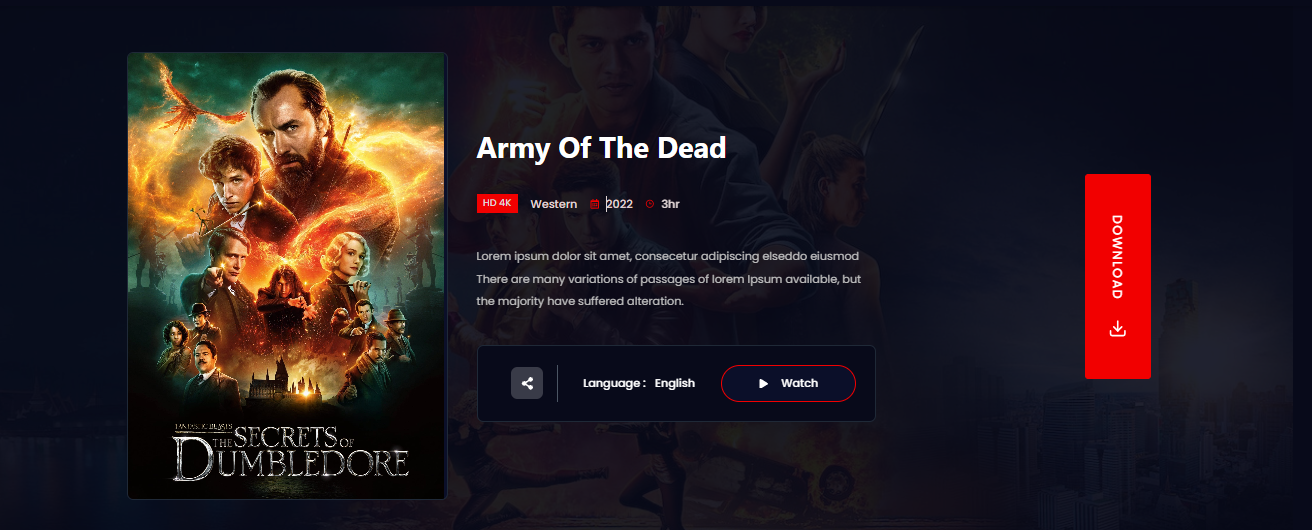 Army Of The Dead
HD 4K Western 2022 3hr
Lorem ipsum dolor sit amet, consecetur adipiscing elseddo eiusmod
There are many variations of passages of lorem Ipsum available, but
the majority have suffered alteration.
Language : English Watch
DOWNLOAD
FANTASTIC BEASTS
THE SECRETS OF
DUMBLEDORE